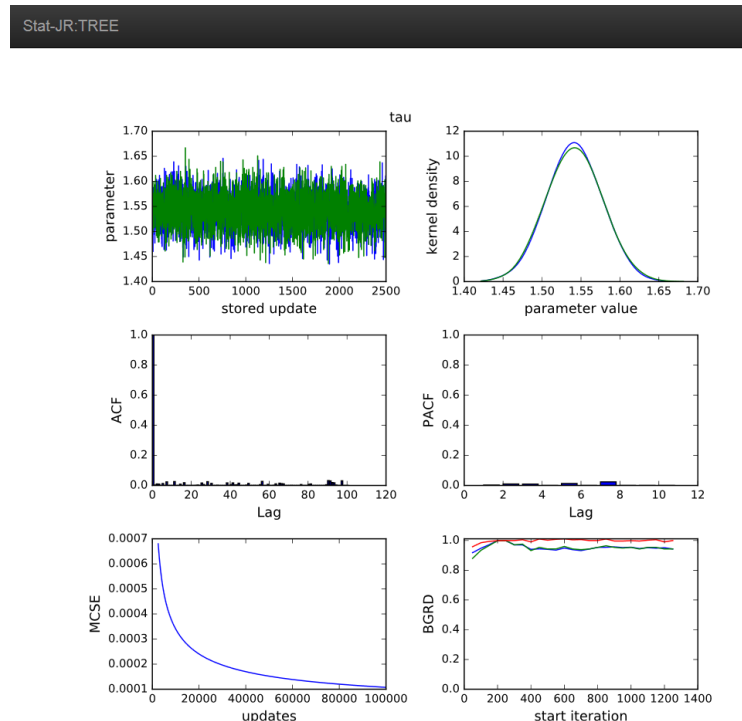 Stat-JR:TREE
tau
parameter
1.70
1.65
1.60
1.55
1.50
1.45
1.40
0 500 1000 1500 2000 2500
stored update
kernel density
12
10
8
6
4
2
0
1.40 1.45 1.50 1.55 1.60 1.65 1.70
parameter value
ACF
1.0
0.8
0.6
0.4
0.2
0.0
0 20 40 60 80 100 120
Lag
PACF
1.0
0.8
0.6
0.4
0.2
0.0
0 2 4 6 8 10 12
Lag
MCSE
0.0007
0.0006
0.0005
0.0004
0.0003
0.0002
0.0001
0 20000 40000 60000 80000 100000
updates
BGRD
1.0
0.8
0.6
0.4
0.2
0.0
0 200 400 600 800 1000 1200 1400
start iteration